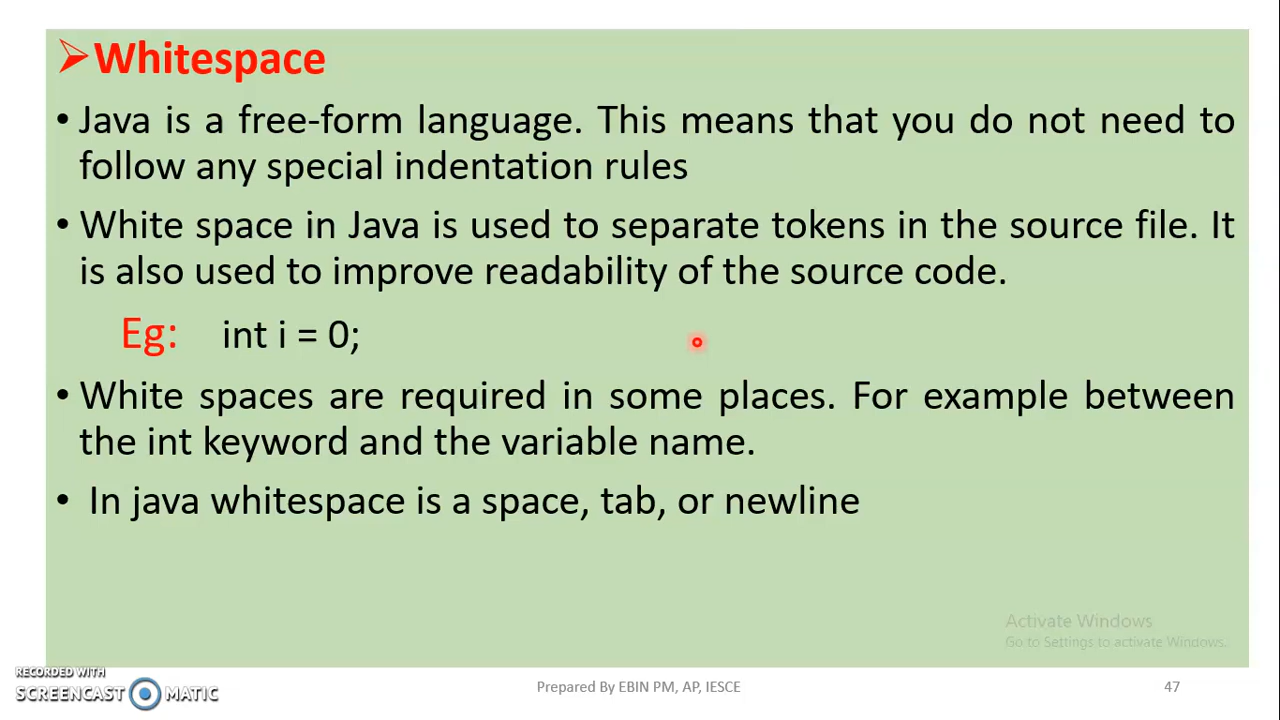 ➢Whitespace
• Java is a free-form language. This means that you do not need to
follow any special indentation rules
• White space in Java is used to separate tokens in the source file. It
is also used to improve readability of the source code.
Eg: int i = 0;
• White spaces are required in some places. For example between
the int keyword and the variable name.
• In java whitespace is a space, tab, or newline
Activate Windows
Go to Settings to activate Windows.
RECORDED WITH
SCREENCAST MATIC
Prepared By EBIN PM, AP, IESCE
47